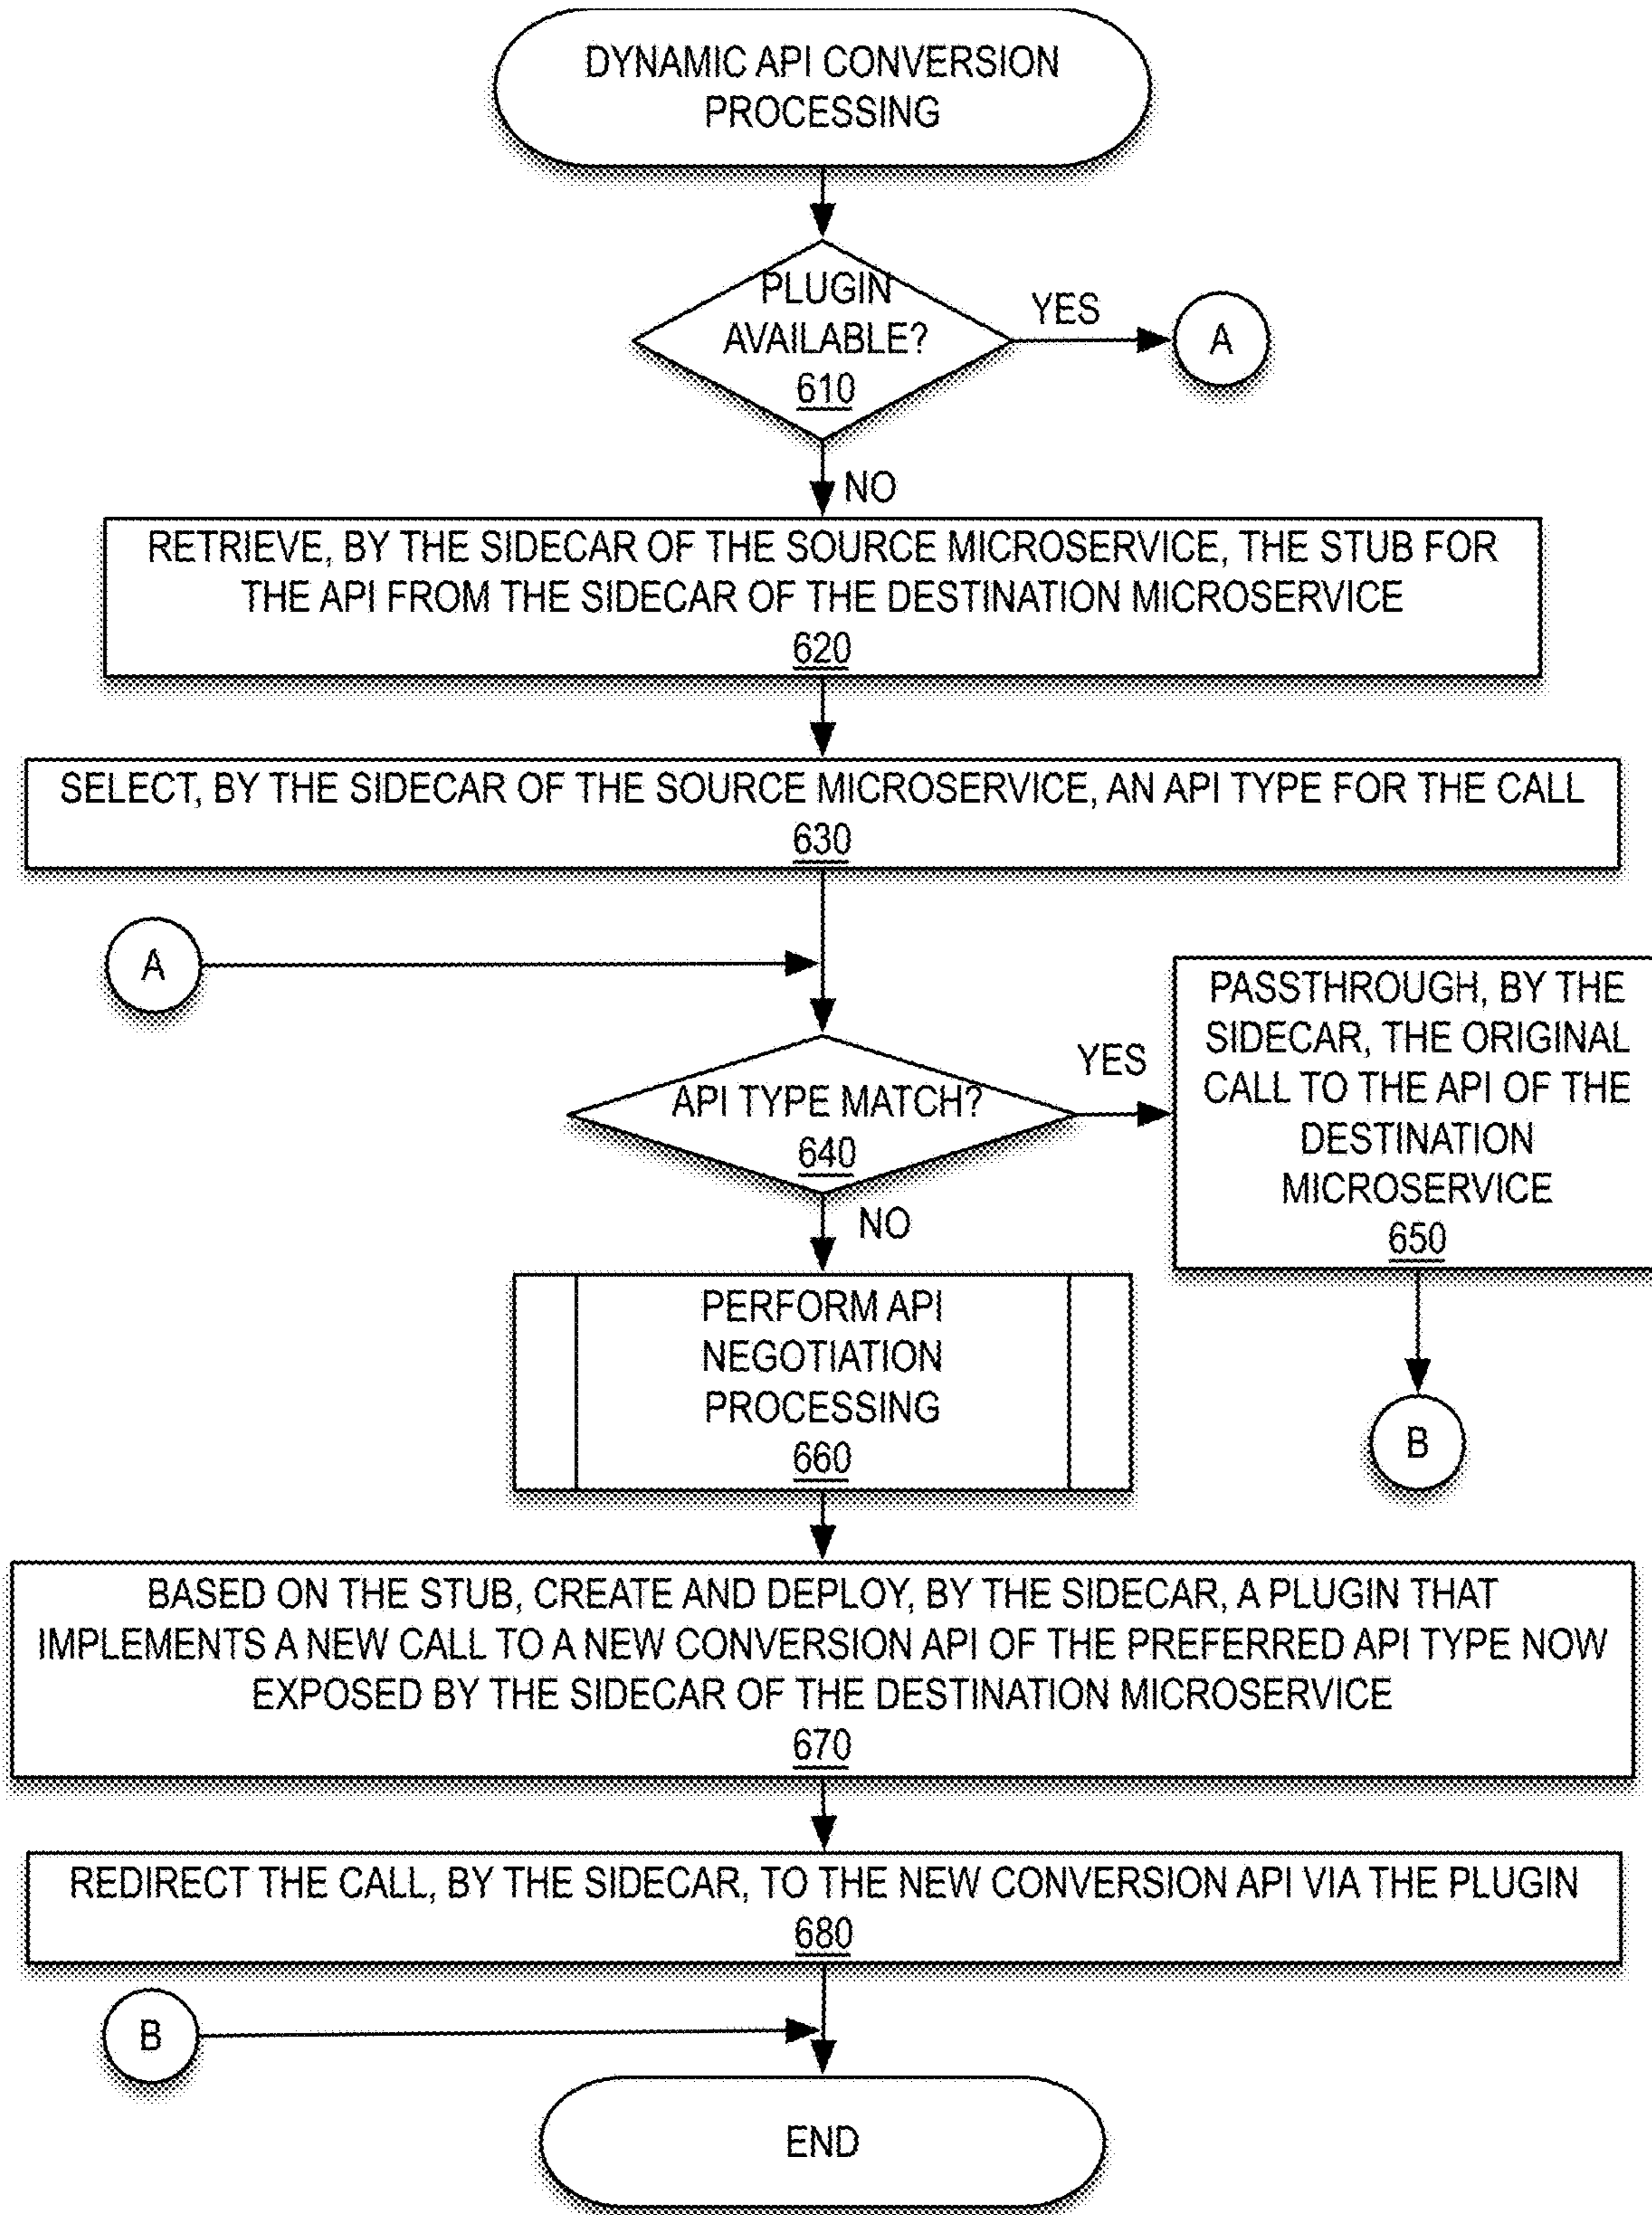 DYNAMIC API CONVERSION
PROCESSING
PLUGIN
AVAILABLE?
610
YES
A
NO
RETRIEVE, BY THE SIDECAR OF THE SOURCE MICROSERVICE, THE STUB FOR
THE API FROM THE SIDECAR OF THE DESTINATION MICROSERVICE
620
SELECT, BY THE SIDECAR OF THE SOURCE MICROSERVICE, AN API TYPE FOR THE CALL
630
A
API TYPE MATCH?
640
YES
PASSTHROUGH, BY THE
SIDECAR, THE ORIGINAL
CALL TO THE API OF THE
DESTINATION
MICROSERVICE
650
NO
PERFORM API
NEGOTIATION
PROCESSING
660
B
BASED ON THE STUB, CREATE AND DEPLOY, BY THE SIDECAR, A PLUGIN THAT
IMPLEMENTS A NEW CALL TO A NEW CONVERSION API OF THE PREFERRED API TYPE NOW
EXPOSED BY THE SIDECAR OF THE DESTINATION MICROSERVICE
670
REDIRECT THE CALL, BY THE SIDECAR, TO THE NEW CONVERSION API VIA THE PLUGIN
680
B
END